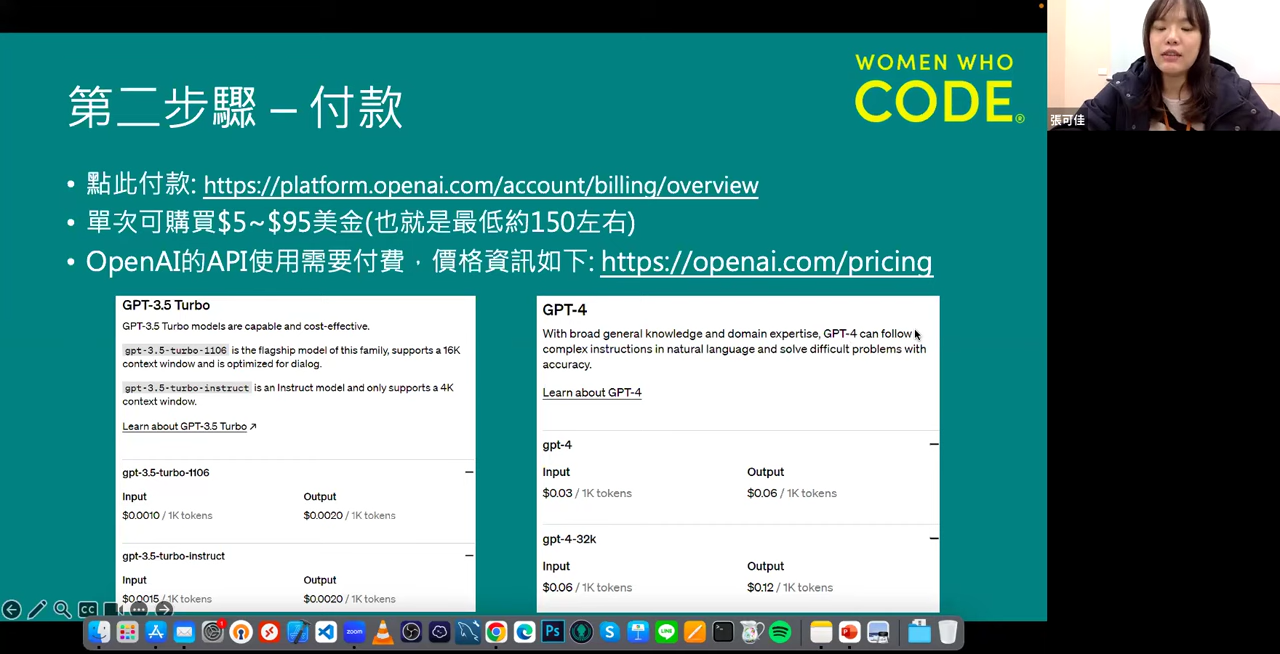 WOMEN WHO
CODE®
張可佳
第二步驟 – 付款
• 點此付款: https://platform.openai.com/account/billing/overview
• 單次可購買$5~$95美金(也就是最低約150左右)
• OpenAI的API使用需要付費，價格資訊如下: https://openai.com/pricing
GPT-3.5 Turbo
GPT-3.5 Turbo models are capable and cost-effective.
gpt-3.5-turbo-1106 is the flagship model of this family, supports a 16K
context window and is optimized for dialog.
gpt-3.5-turbo-instruct is an Instruct model and only supports a 4K
context window.
Learn about GPT-3.5 Turbo ↗
gpt-3.5-turbo-1106
Input Output
$0.0010 / 1K tokens $0.0020 / 1K tokens
gpt-3.5-turbo-instruct
Input Output
$0.0015 / 1K tokens $0.0020 / 1K tokens
GPT-4
With broad general knowledge and domain expertise, GPT-4 can follow
complex instructions in natural language and solve difficult problems with
accuracy.
Learn about GPT-4
gpt-4
Input Output
$0.03 / 1K tokens $0.06 / 1K tokens
gpt-4-32k
Input Output
$0.06 / 1K tokens $0.12 / 1K tokens
CC
zoom
Ps
LINE